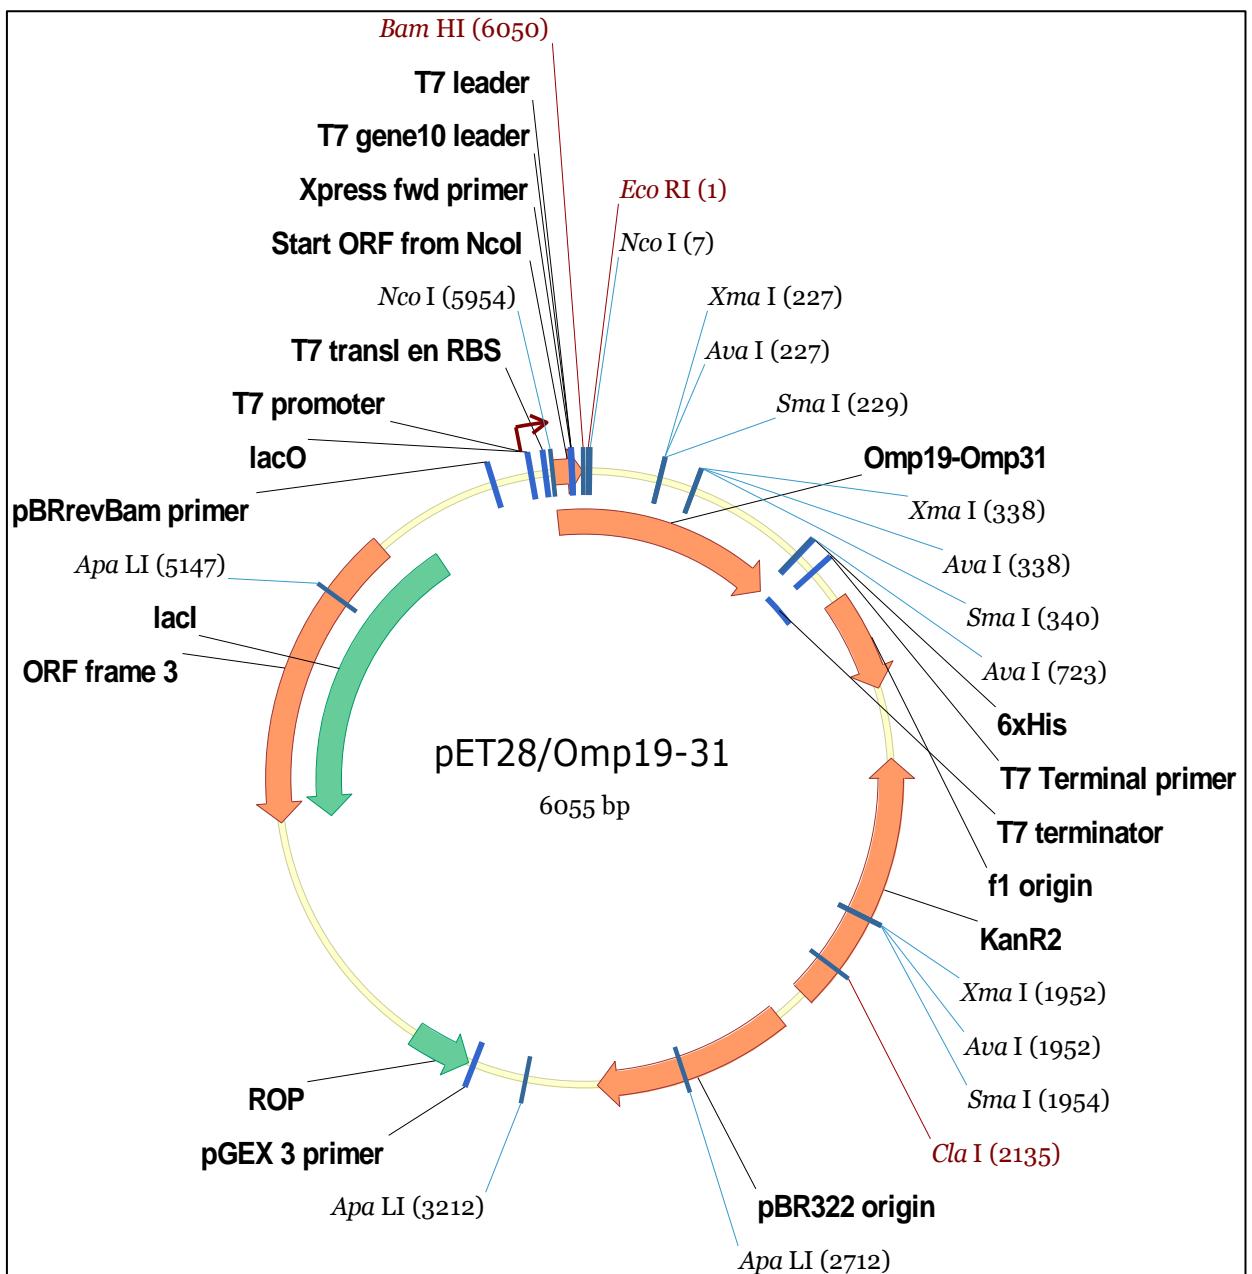 Bam HI (6050)
T7 leader
T7 gene10 leader
Xpress fwd primer
Eco RI (1)
Start ORF from NcoI
Nco I (7)
Nco I (5954)
Xma I (227)
T7 transl en RBS
Ava I (227)
T7 promoter
Sma I (229)
lacO
Omp19-Omp31
pBRrevBam primer
Xma I (338)
Apa LI (5147)
Ava I (338)
lacI
Sma I (340)
ORF frame 3
Ava I (723)
6xHis
pET28/Omp19-31
T7 Terminal primer
6055 bp
T7 terminator
f1 origin
KanR2
Xma I (1952)
Ava I (1952)
ROP
Sma I (1954)
pGEX 3 primer
Cla I (2135)
Apa LI (3212)
pBR322 origin
Apa LI (2712)